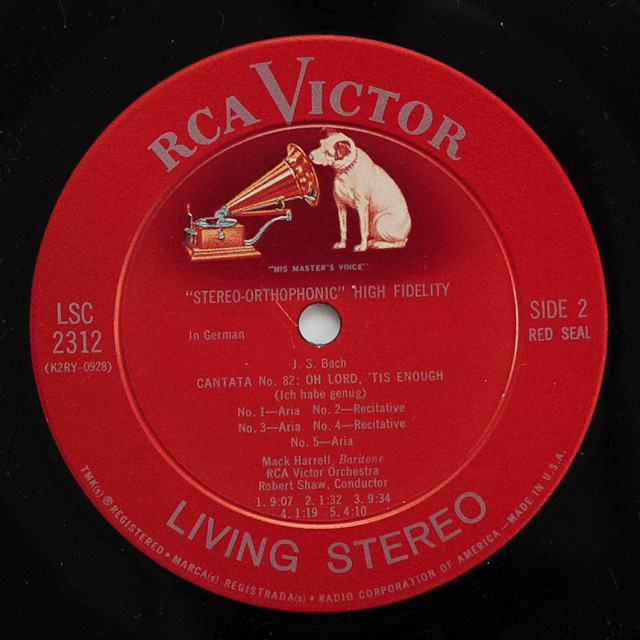 RCA VICTOR
"HIS MASTER'S VOICE"
"STEREO-ORTHOPHONIC" HIGH FIDELITY
LSC
2312
(K2RY-0928)
SIDE 2
RED SEAL
In German
J. S. Bach
CANTATA No. 82: OH LORD, 'TIS ENOUGH
(Ich habe genug)
No. 1—Aria No. 2—Recitative
No. 3—Aria No. 4—Recitative
No. 5—Aria
Mack Harrell, Baritone
RCA Victor Orchestra
Robert Shaw, Conductor
1. 9:07 2. 1:32 3. 9:34
4. 1:19 5. 4:10
LIVING STEREO
TMK(s) ® REGISTERED • MARCA(s) REGISTRADA(s) • RADIO CORPORATION OF AMERICA—MADE IN U.S.A.